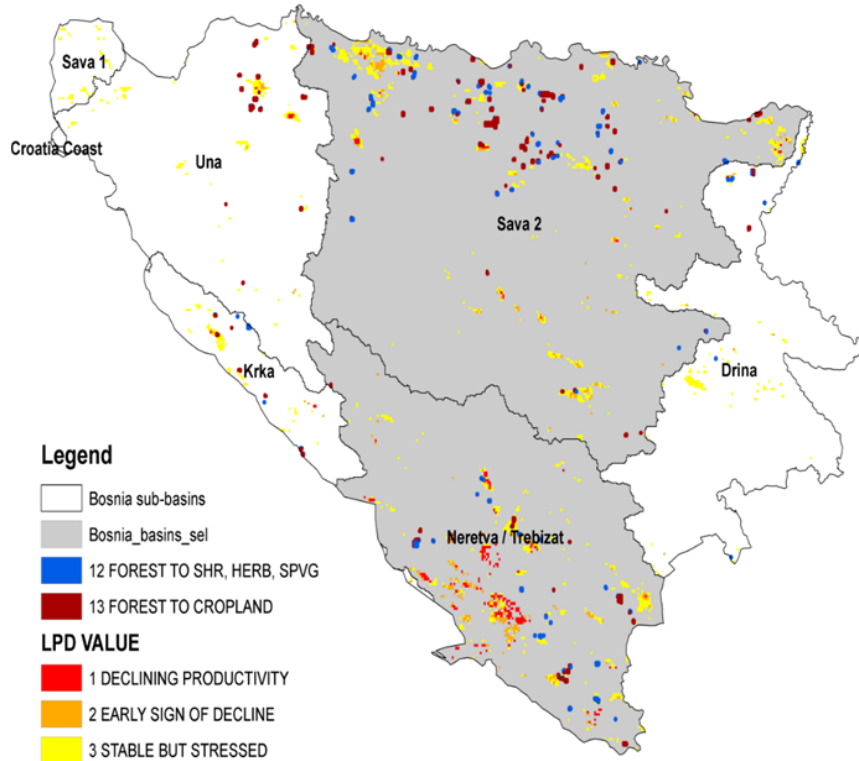 Sava 1
Croatia Coast
Una
Sava 2
Krka
Drina
Neretva / Trebizat
Legend
Bosnia sub-basins
Bosnia_basins_sel
12 FOREST TO SHR, HERB, SPVG
13 FOREST TO CROPLAND
LPD VALUE
1 DECLINING PRODUCTIVITY
2 EARLY SIGN OF DECLINE
3 STABLE BUT STRESSED